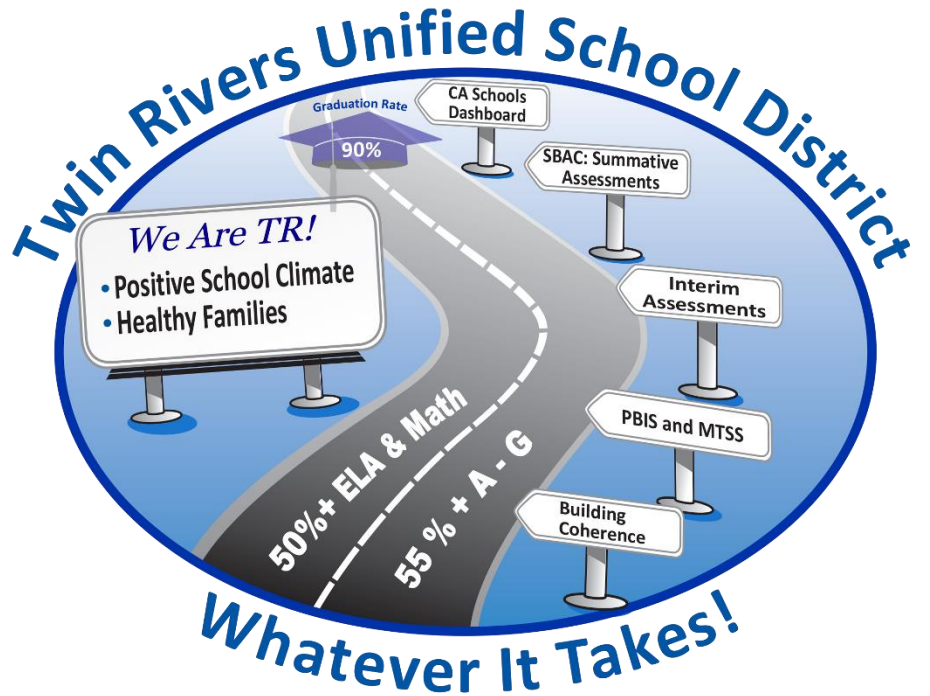 Twin Rivers Unified School District
Graduation Rate
90%
CA Schools
Dashboard
SBAC: Summative
Assessments
We Are TR!
• Positive School Climate
• Healthy Families
Interim
Assessments
PBIS and MTSS
50%+ ELA & Math
55 % + A - G
Building
Coherence
Whatever It Takes!